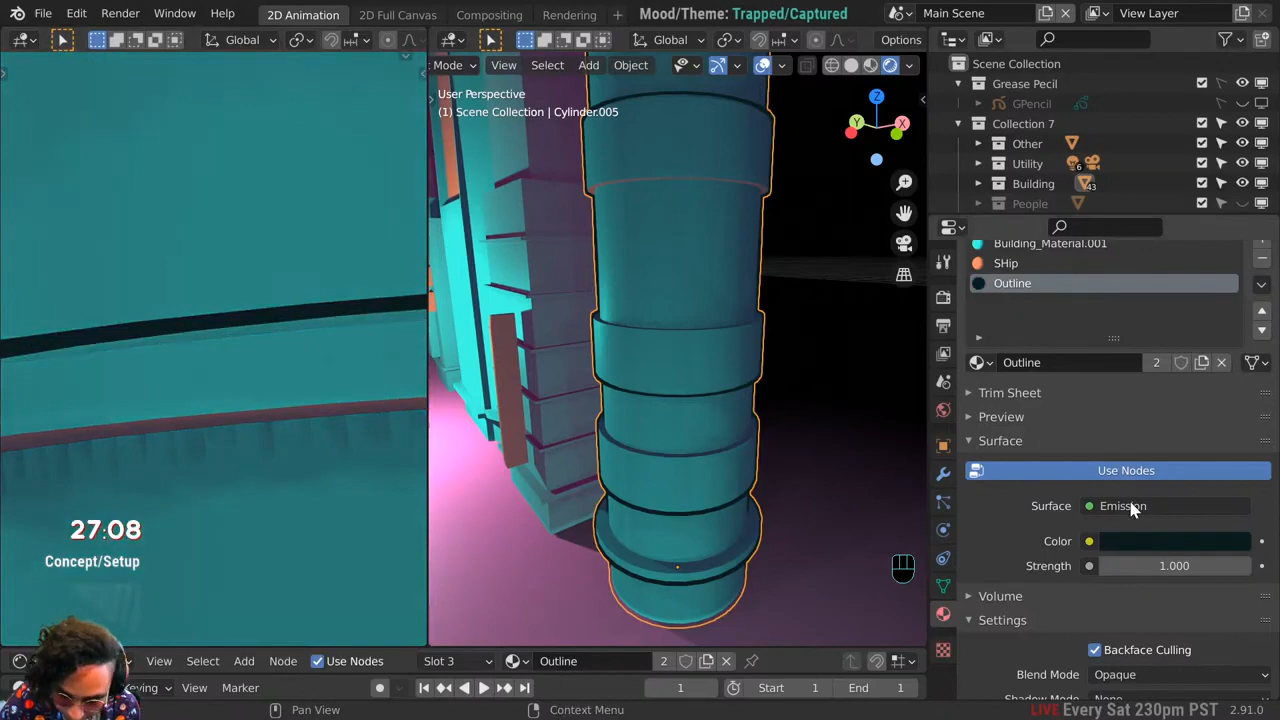 File Edit Render Window Help 2D Animation 2D Full Canvas Compositing Rendering + Mood/Theme: Trapped/Captured Main Scene View Layer
Global Global Options
Mode View Select Add Object
User Perspective
(1) Scene Collection | Cylinder.005
Z
Y X
Scene Collection
Grease Pecil
GPencil
Collection 7
Other
Utility 6
Building 43
People
Building_Material.001
SHip
Outline
Outline 2
Trim Sheet
Preview
Surface
Use Nodes
Surface Emission
Color
Strength 1.000
Volume
Settings
Backface Culling
Blend Mode Opaque
27:08
Concept/Setup
View Select Add Node Use Nodes Slot 3 Outline 2
View Marker 1 Start 1 End 1
Pan View Context Menu LIVE Every Sat 230pm PST 2.91.0